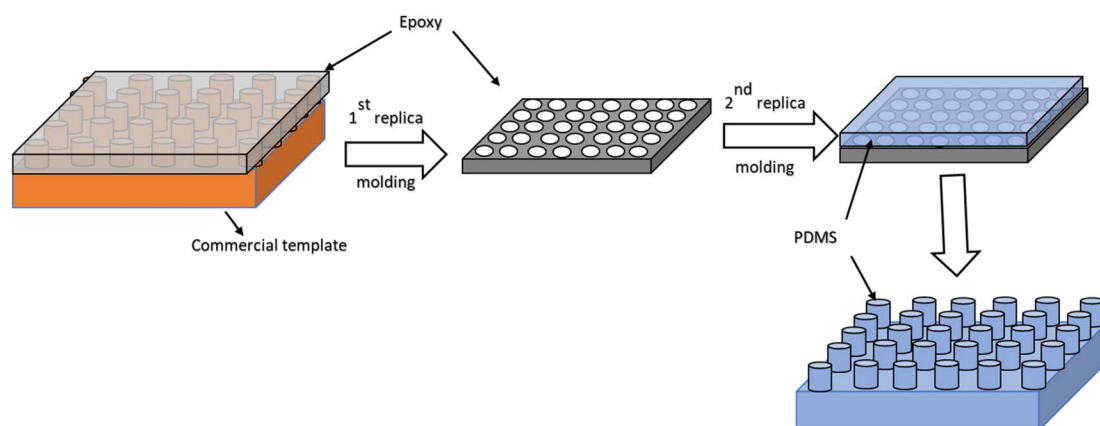 Epoxy
1st replica
molding
2nd replica
molding
Commercial template
PDMS